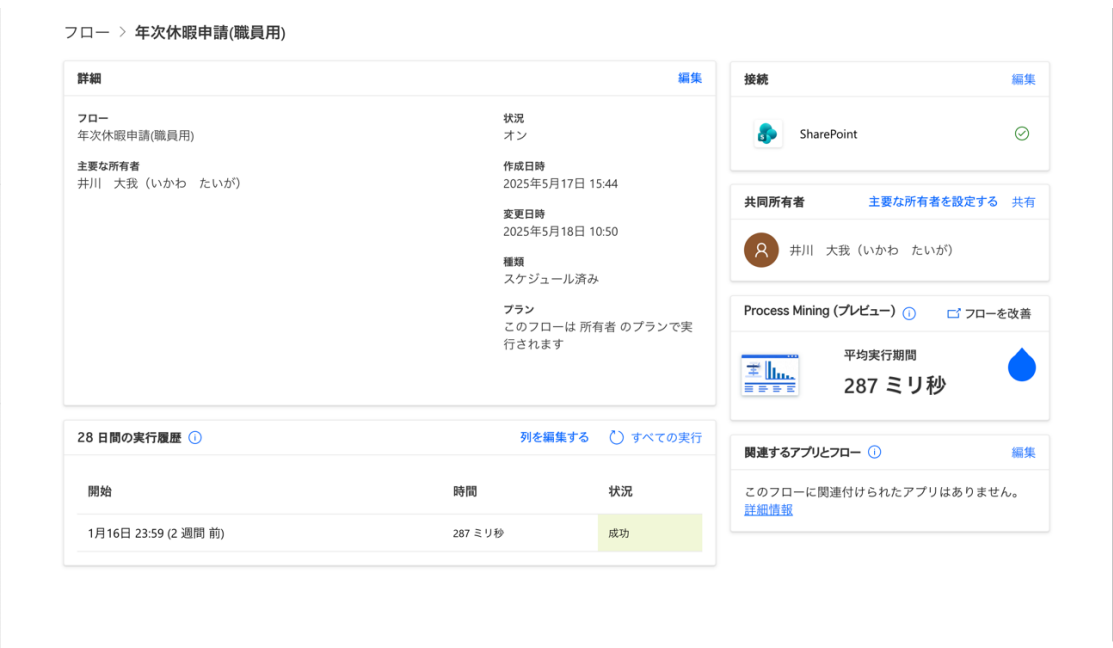 フロー > 年次休暇申請(職員用)
詳細
編集
フロー
年次休暇申請(職員用)
主要な所有者
井川 大我（いかわ たいが）
状況
オン
作成日時
2025年5月17日 15:44
変更日時
2025年5月18日 10:50
種類
スケジュール済み
プラン
このフローは 所有者 のプランで実
行されます
28 日間の実行履歴
列を編集する
すべての実行
開始 時間 状況
1月16日 23:59 (2 週間 前) 287 ミリ秒 成功
接続
編集
SharePoint
共同所有者
主要な所有者を設定する
共有
井川 大我（いかわ たいが）
Process Mining (プレビュー)
フローを改善
平均実行期間
287 ミリ秒
関連するアプリとフロー
編集
このフローに関連付けられたアプリはありません。
詳細情報